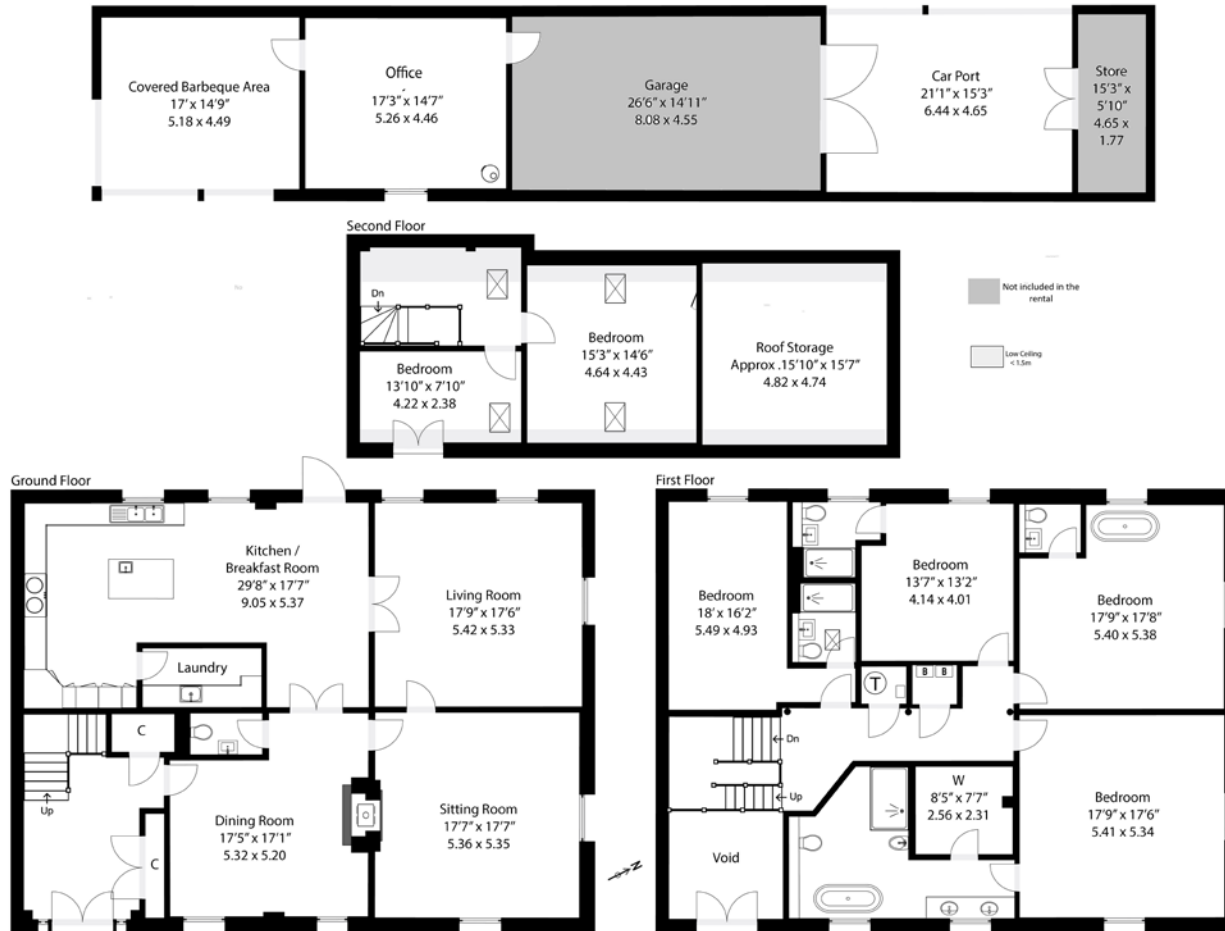 Covered Barbeque Area
17' x 14'9"
5.18 x 4.49
Office
17'3" x 14'7"
5.26 x 4.46
Garage
26'6" x 14'11"
8.08 x 4.55
Car Port
21'1" x 15'3"
6.44 x 4.65
Store
15'3" x
5'10"
4.65 x
1.77
Second Floor
Dn
Bedroom
13'10" x 7'10"
4.22 x 2.38
Bedroom
15'3" x 14'6"
4.64 x 4.43
Roof Storage
Approx .15'10" x 15'7"
4.82 x 4.74
Not included in the
rental
Low Ceiling
< 1.5m
Ground Floor
Kitchen /
Breakfast Room
29'8" x 17'7"
9.05 x 5.37
Living Room
17'9" x 17'6"
5.42 x 5.33
Laundry
C
Up
C
Dining Room
17'5" x 17'1"
5.32 x 5.20
Sitting Room
17'7" x 17'7"
5.36 x 5.35
N
First Floor
Bedroom
18' x 16'2"
5.49 x 4.93
Bedroom
13'7" x 13'2"
4.14 x 4.01
Bedroom
17'9" x 17'8"
5.40 x 5.38
T
B B
Dn
Up
Void
W
8'5" x 7'7"
2.56 x 2.31
Bedroom
17'9" x 17'6"
5.41 x 5.34